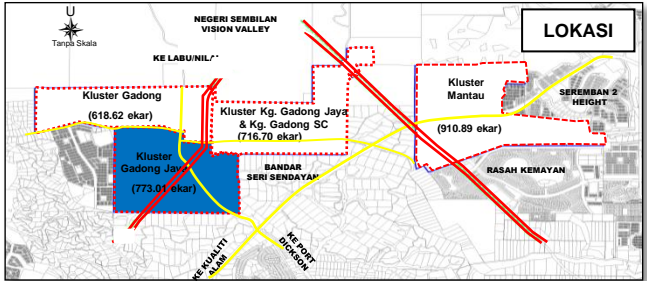 U
Tanpa Skala
NEGERI SEMBILAN
VISION VALLEY
LOKASI
KE LABU/NILAI
Kluster Gadong
(618.62 ekar)
Kluster Kg. Gadong Jaya
& Kg. Gadong SC
(716.70 ekar)
Kluster
Mantau
(910.89 ekar)
SEREMBAN 2
HEIGHT
Kluster
Gadong Jaya
(773.01 ekar)
BANDAR
SERI SENDAYAN
RASAH KEMAYAN
KE KUALITI
ALAM
KE PORT
DICKSON